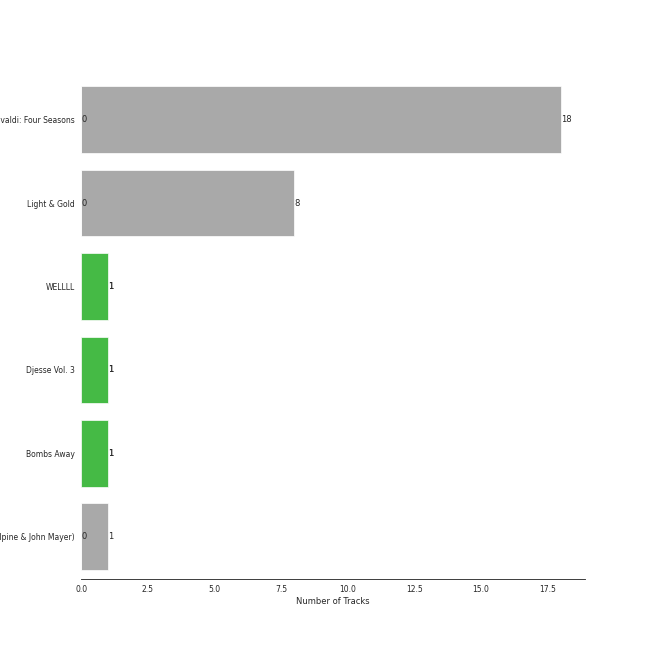 valdi: Four Seasons 0 18
Light & Gold 0 8
WELLLL 1
Djesse Vol. 3 1
Bombs Away 1
lpine & John Mayer) 0 1
0.0 2.5 5.0 7.5 10.0 12.5 15.0 17.5
Number of Tracks